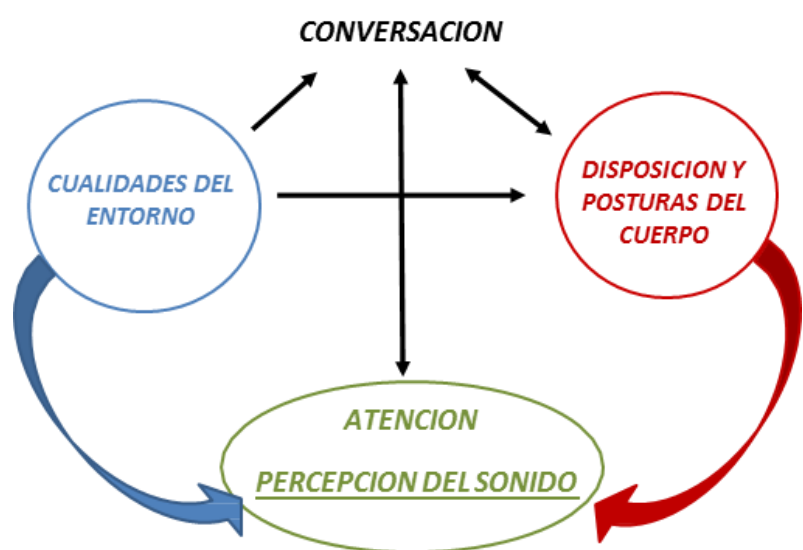 CONVERSACION
CUALIDADES DEL
ENTORNO
DISPOSICION Y
POSTURAS DEL
CUERPO
ATENCION
PERCEPCION DEL SONIDO